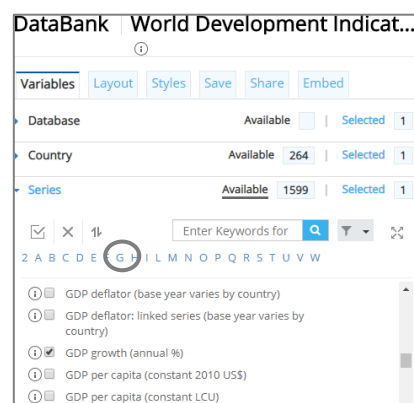 DataBank World Development Indicat...
Variables Layout Styles Save Share Embed
Database Available | Selected 1
Country Available 264 | Selected 1
Series Available 1599 | Selected 1
Enter Keywords for
2 A B C D E F G H I L M N O P Q R S T U V W
GDP deflator (base year varies by country)
GDP deflator: linked series (base year varies by
country)
GDP growth (annual %)
GDP per capita (constant 2010 US$)
GDP per capita (constant LCU)